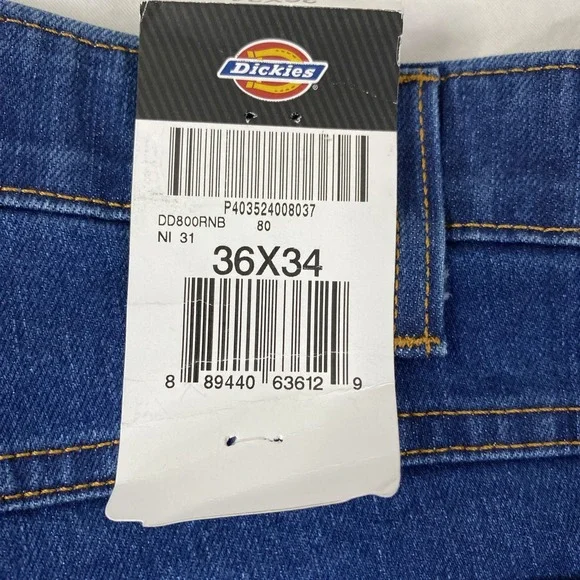 Dickies
P403524008037
DD800RNB 80
NI 31
36X34
8 89440 63612 9